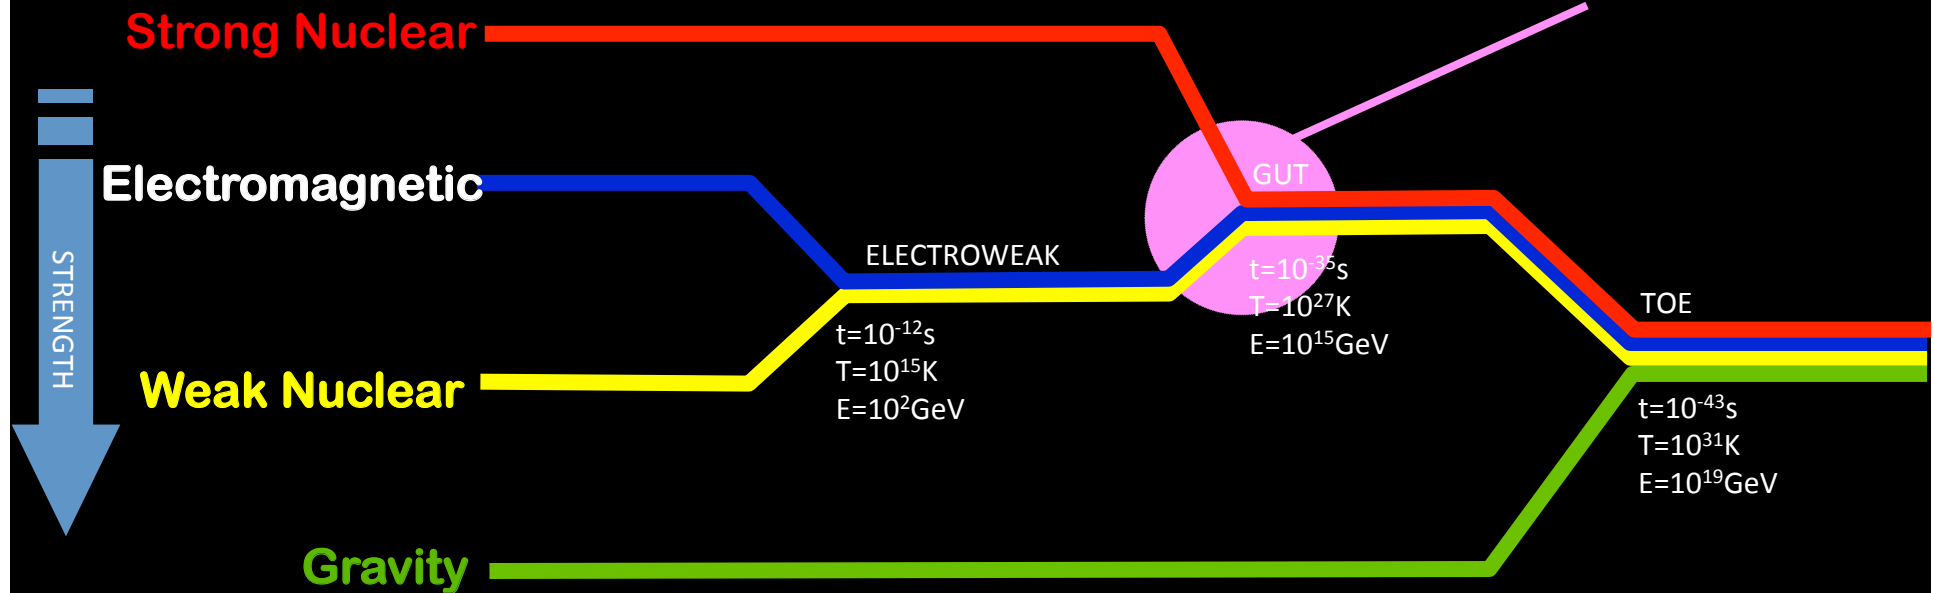 Strong Nuclear
STRENGTH
Electromagnetic
Weak Nuclear
Gravity
ELECTROWEAK
t=10⁻¹²s
T=10¹⁵K
E=10²GeV
GUT
t=10⁻³⁵s
T=10²⁷K
E=10¹⁵GeV
TOE
t=10⁻⁴³s
T=10³¹K
E=10¹⁹GeV